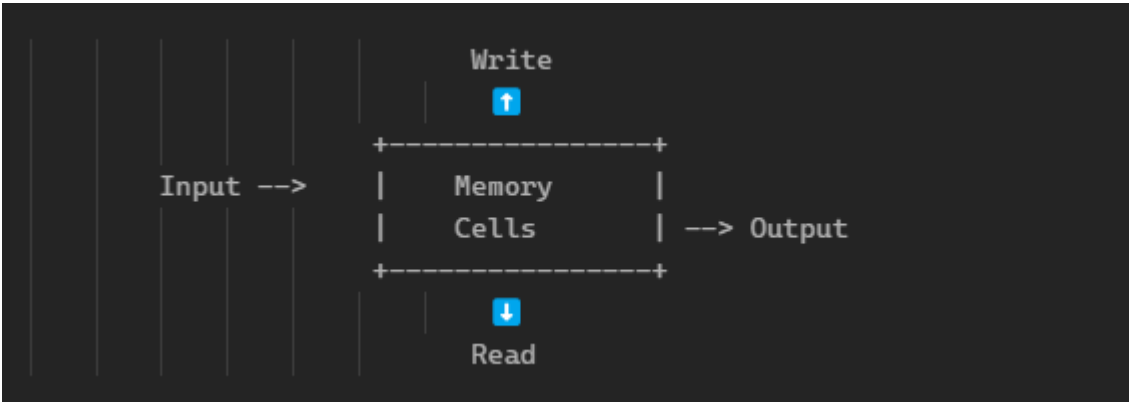 Write
⬆️
+----------------+
Input --> | Memory |
| Cells | --> Output
+----------------+
⬇️
Read